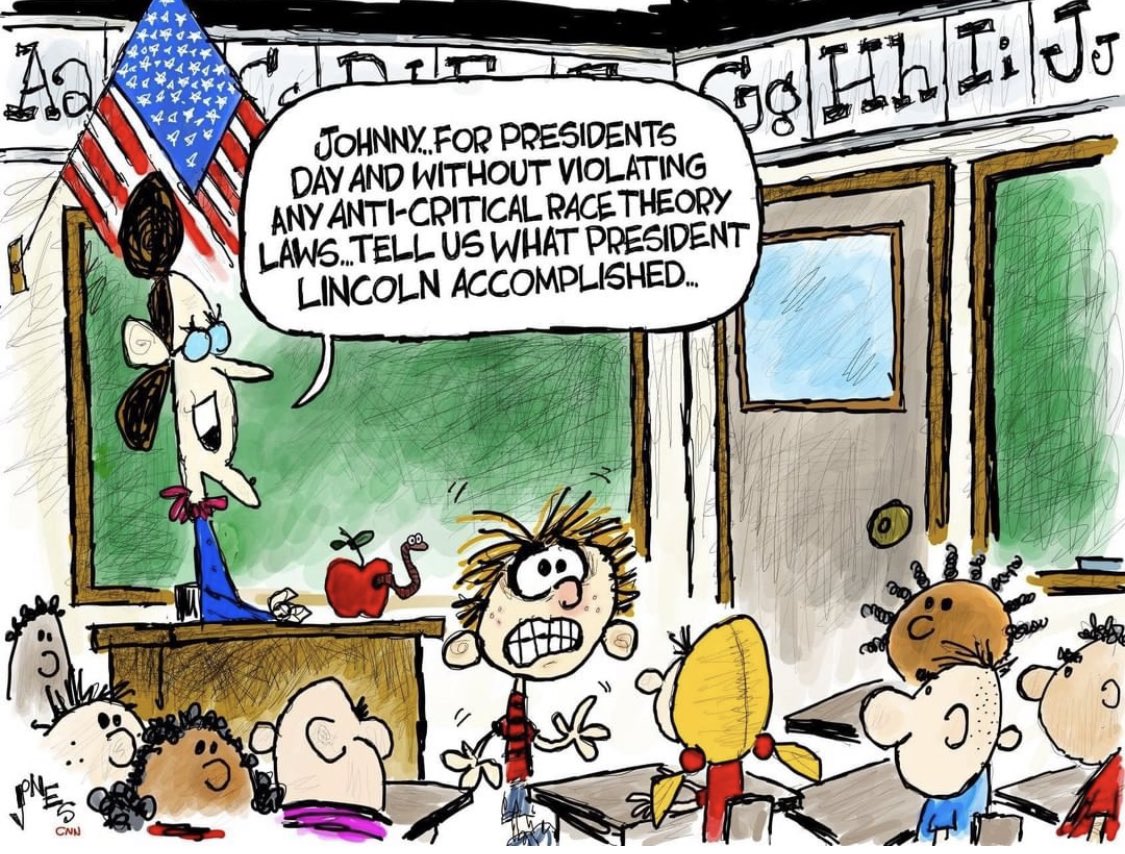 Aa
Gg Hh Ii Jj
JOHNNY...FOR PRESIDENTS
DAY AND WITHOUT VIOLATING
ANY ANTI-CRITICAL RACE THEORY
LAWS...TELL US WHAT PRESIDENT
LINCOLN ACCOMPLISHED...
CNN